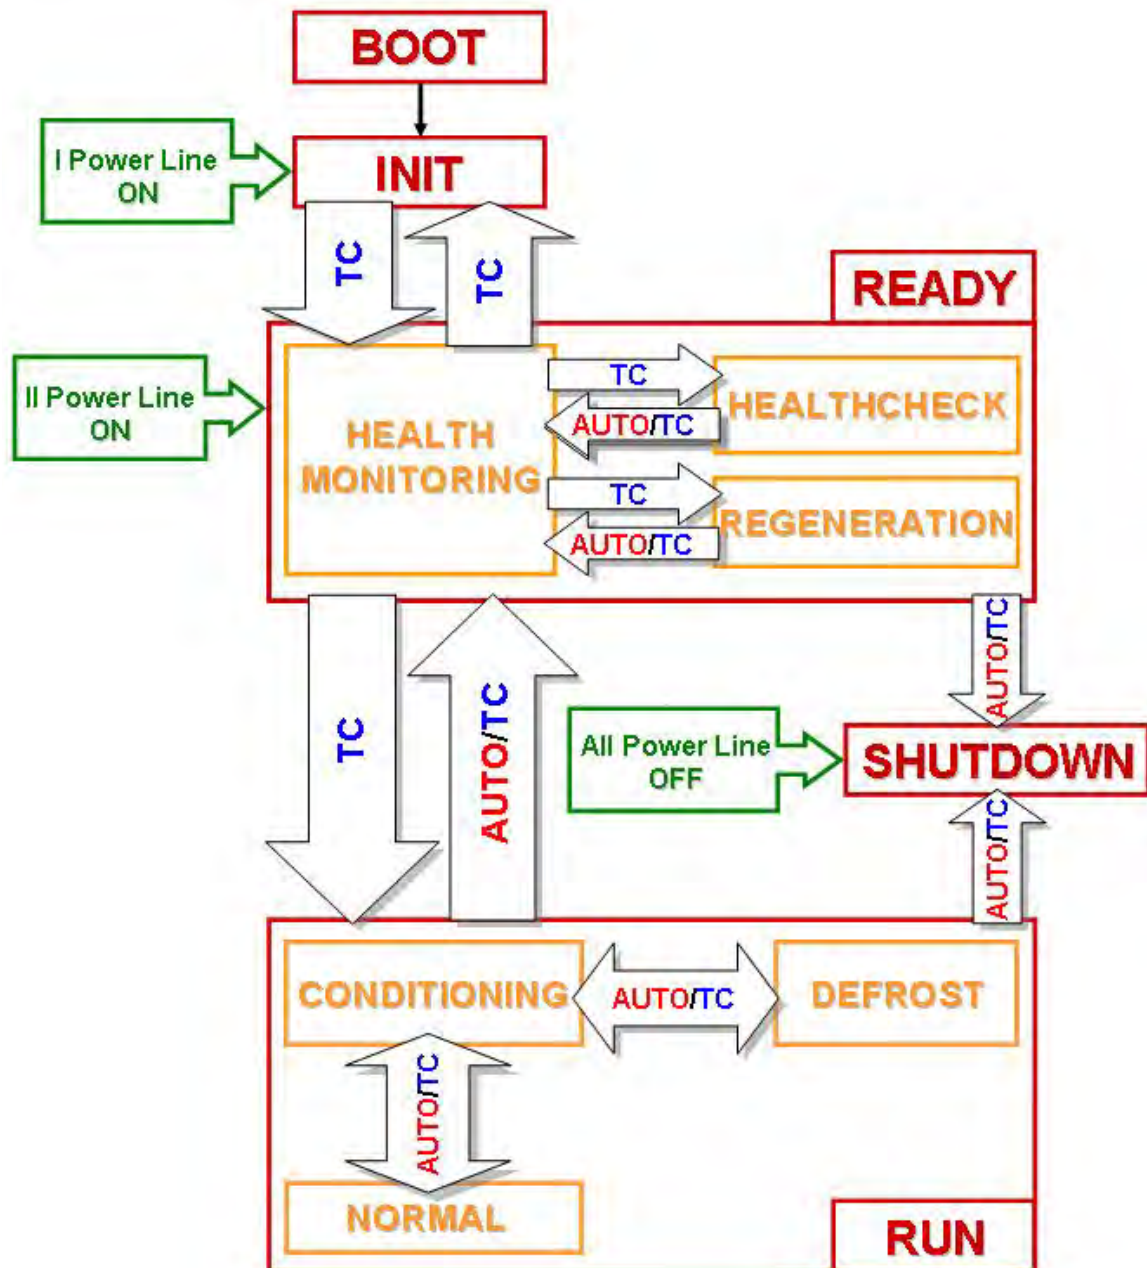 BOOT
I Power Line
ON
INIT
TC
TC
READY
II Power Line
ON
HEALTH
MONITORING
TC
AUTO/TC
HEALTHCHECK
TC
AUTO/TC
REGENERATION
TC
AUTO/TC
AUTO/TC
All Power Line
OFF
SHUTDOWN
AUTO/TC
CONDITIONING
AUTO/TC
DEFROST
AUTO/TC
NORMAL
RUN